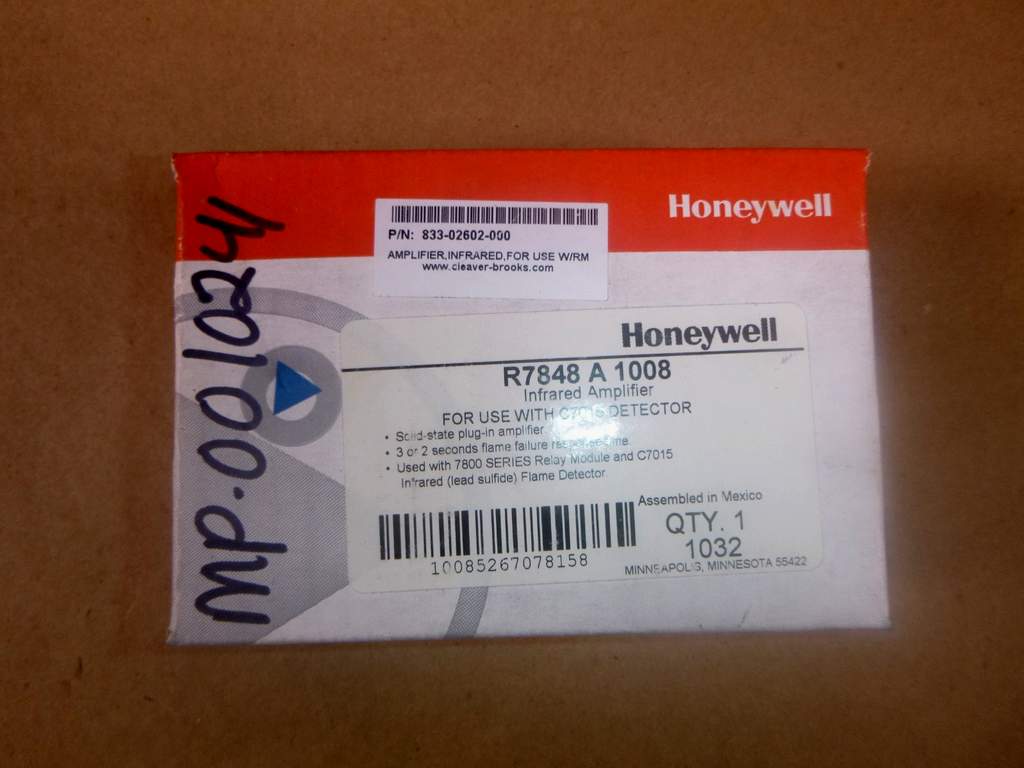 Honeywell
P/N: 833-02602-000
AMPLIFIER,INFRARED,FOR USE W/RM
www.cleaver-brooks.com
Honeywell
R7848 A 1008
Infrared Amplifier
FOR USE WITH C7015 DETECTOR
• Solid-state plug-in amplifier
• 3 or 2 seconds flame failure response time.
• Used with 7800 SERIES Relay Module and C7015
Infrared (lead sulfide) Flame Detector.
Assembled in Mexico
QTY. 1
1032
10085267078158
MINNEAPOLIS, MINNESOTA 55422
MP.001024